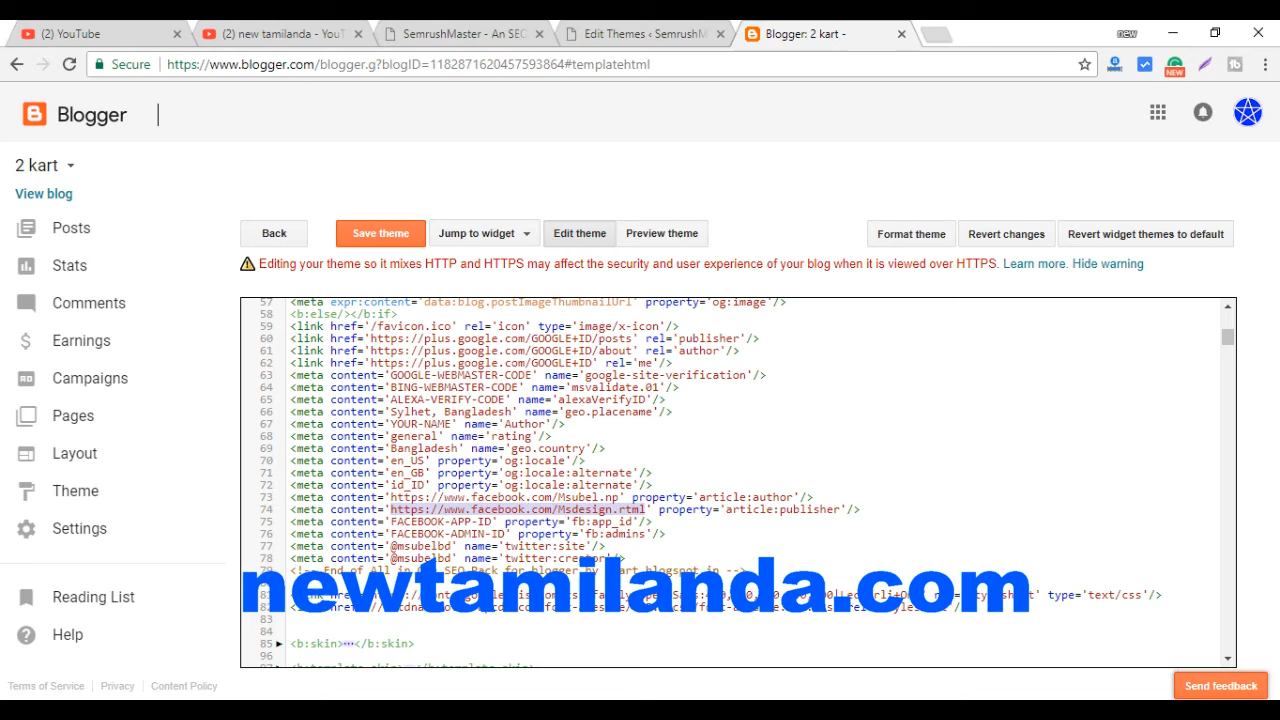 (2) YouTube
(2) new tamilanda - YouT
SemrushMaster - An SEC
Edit Themes ‹ SemrushM
Blogger: 2 kart -
new
Secure
https://www.blogger.com/blogger.g?blogID=1182871620457593864#templatehtml
NEW
Blogger
2 kart
View blog
Posts
Stats
Comments
Earnings
Campaigns
Pages
Layout
Theme
Settings
Reading List
Help
Terms of Service
Privacy
Content Policy
Back
Save theme
Jump to widget
Edit theme
Preview theme
Format theme
Revert changes
Revert widget themes to default
Editing your theme so it mixes HTTP and HTTPS may affect the security and user experience of your blog when it is viewed over HTTPS. Learn more. Hide warning
57 <meta expr:content='data:blog.postImageThumbnailUrl' property='og:image'/>
58 <b:else/></b:if>
59 <link href='/favicon.ico' rel='icon' type='image/x-icon'/>
60 <link href='https://plus.google.com/GOOGLE+ID/posts' rel='publisher'/>
61 <link href='https://plus.google.com/GOOGLE+ID/about' rel='author'/>
62 <link href='https://plus.google.com/GOOGLE+ID' rel='me'/>
63 <meta content='GOOGLE-WEBMASTER-CODE' name='google-site-verification'/>
64 <meta content='BING-WEBMASTER-CODE' name='msvalidate.01'/>
65 <meta content='ALEXA-VERIFY-CODE' name='alexaVerifyID'/>
66 <meta content='Sylhet, Bangladesh' name='geo.placename'/>
67 <meta content='YOUR-NAME' name='Author'/>
68 <meta content='general' name='rating'/>
69 <meta content='Bangladesh' name='geo.country'/>
70 <meta content='en_US' property='og:locale'/>
71 <meta content='en_GB' property='og:locale:alternate'/>
72 <meta content='id_ID' property='og:locale:alternate'/>
73 <meta content='https://www.facebook.com/Msubel.np' property='article:author'/>
74 <meta content='https://www.facebook.com/Msdesign.rtml' property='article:publisher'/>
75 <meta content='FACEBOOK-APP-ID' property='fb:app_id'/>
76 <meta content='FACEBOOK-ADMIN-ID' property='fb:admins'/>
77 <meta content='@msubelbd' name='twitter:site'/>
78 <meta content='@msubelbd' name='twitter:creator'/>
newtamilanda.com
type='text/css'/>
83
84
85 <b:skin>···</b:skin>
96
Send feedback